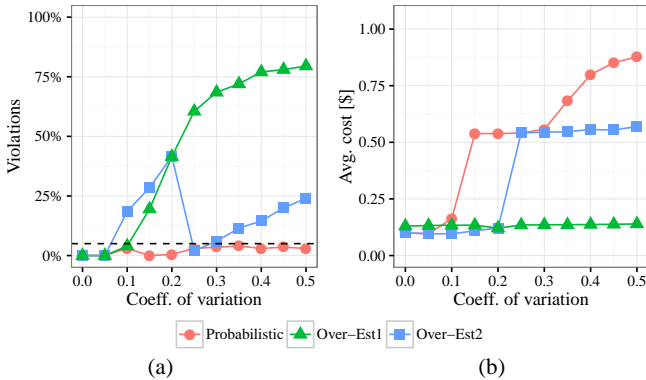 100%
75%
50%
25%
0%
Violations
0.0 0.1 0.2 0.3 0.4 0.5
Coeff. of variation
1.00
0.75
0.50
0.25
0.00
Avg. cost [$]
0.0 0.1 0.2 0.3 0.4 0.5
Coeff. of variation
Probabilistic Over−Est1 Over−Est2
(a) (b)